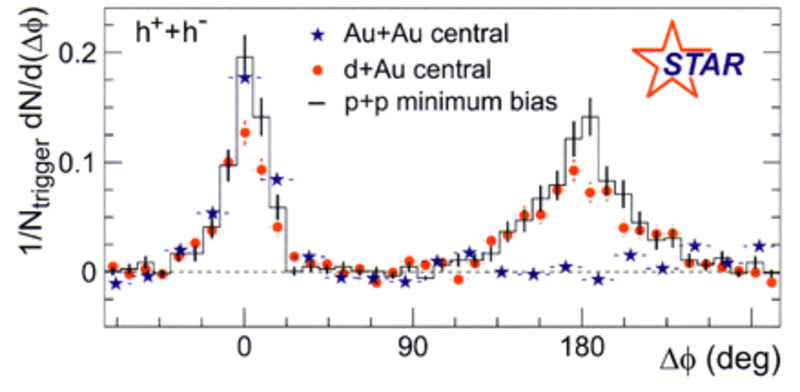 h⁺+h⁻
Au+Au central
d+Au central
p+p minimum bias
STAR
1/N_trigger dN/d(Δϕ)
0.2
0.1
0
0
90
180
Δϕ (deg)